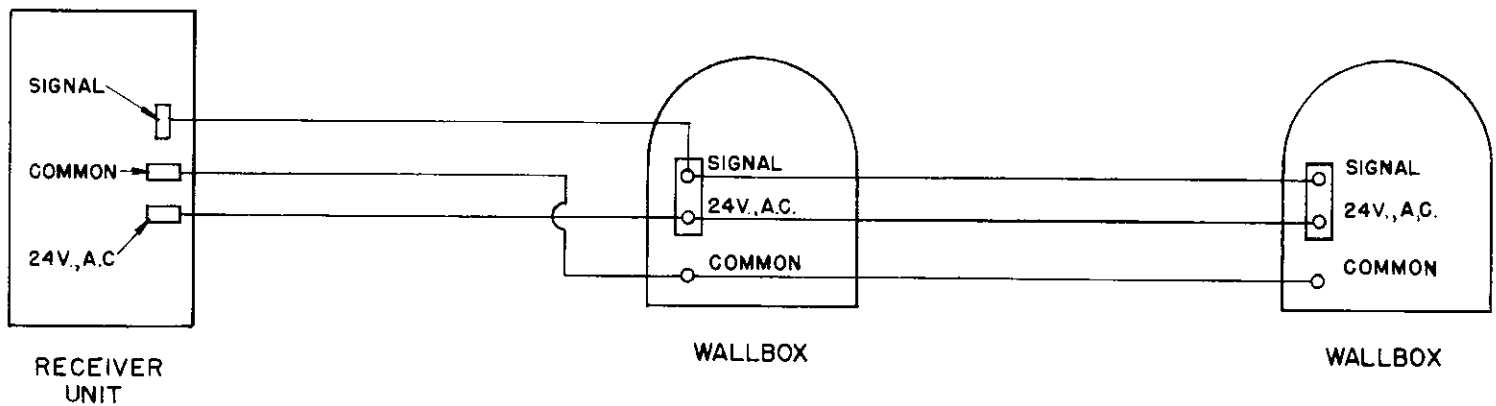 SIGNAL
COMMON
24V.,A.C
RECEIVER
UNIT
SIGNAL
24V.,A.C.
COMMON
WALLBOX
SIGNAL
24V.,A.C.
COMMON
WALLBOX